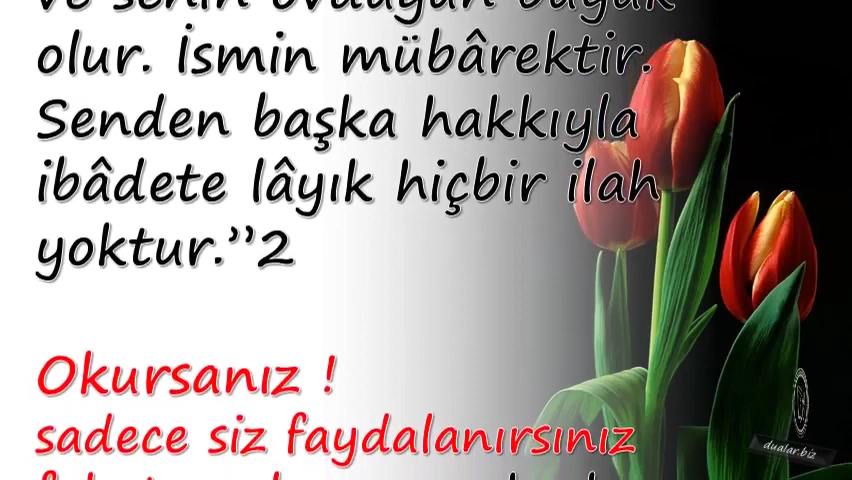 olur. İsmin mübârektir.
Senden başka hakkıyla
ibâdete lâyık hiçbir ilah
yoktur.”2
Okursanız !
sadece siz faydalanırsınız
dualar.biz